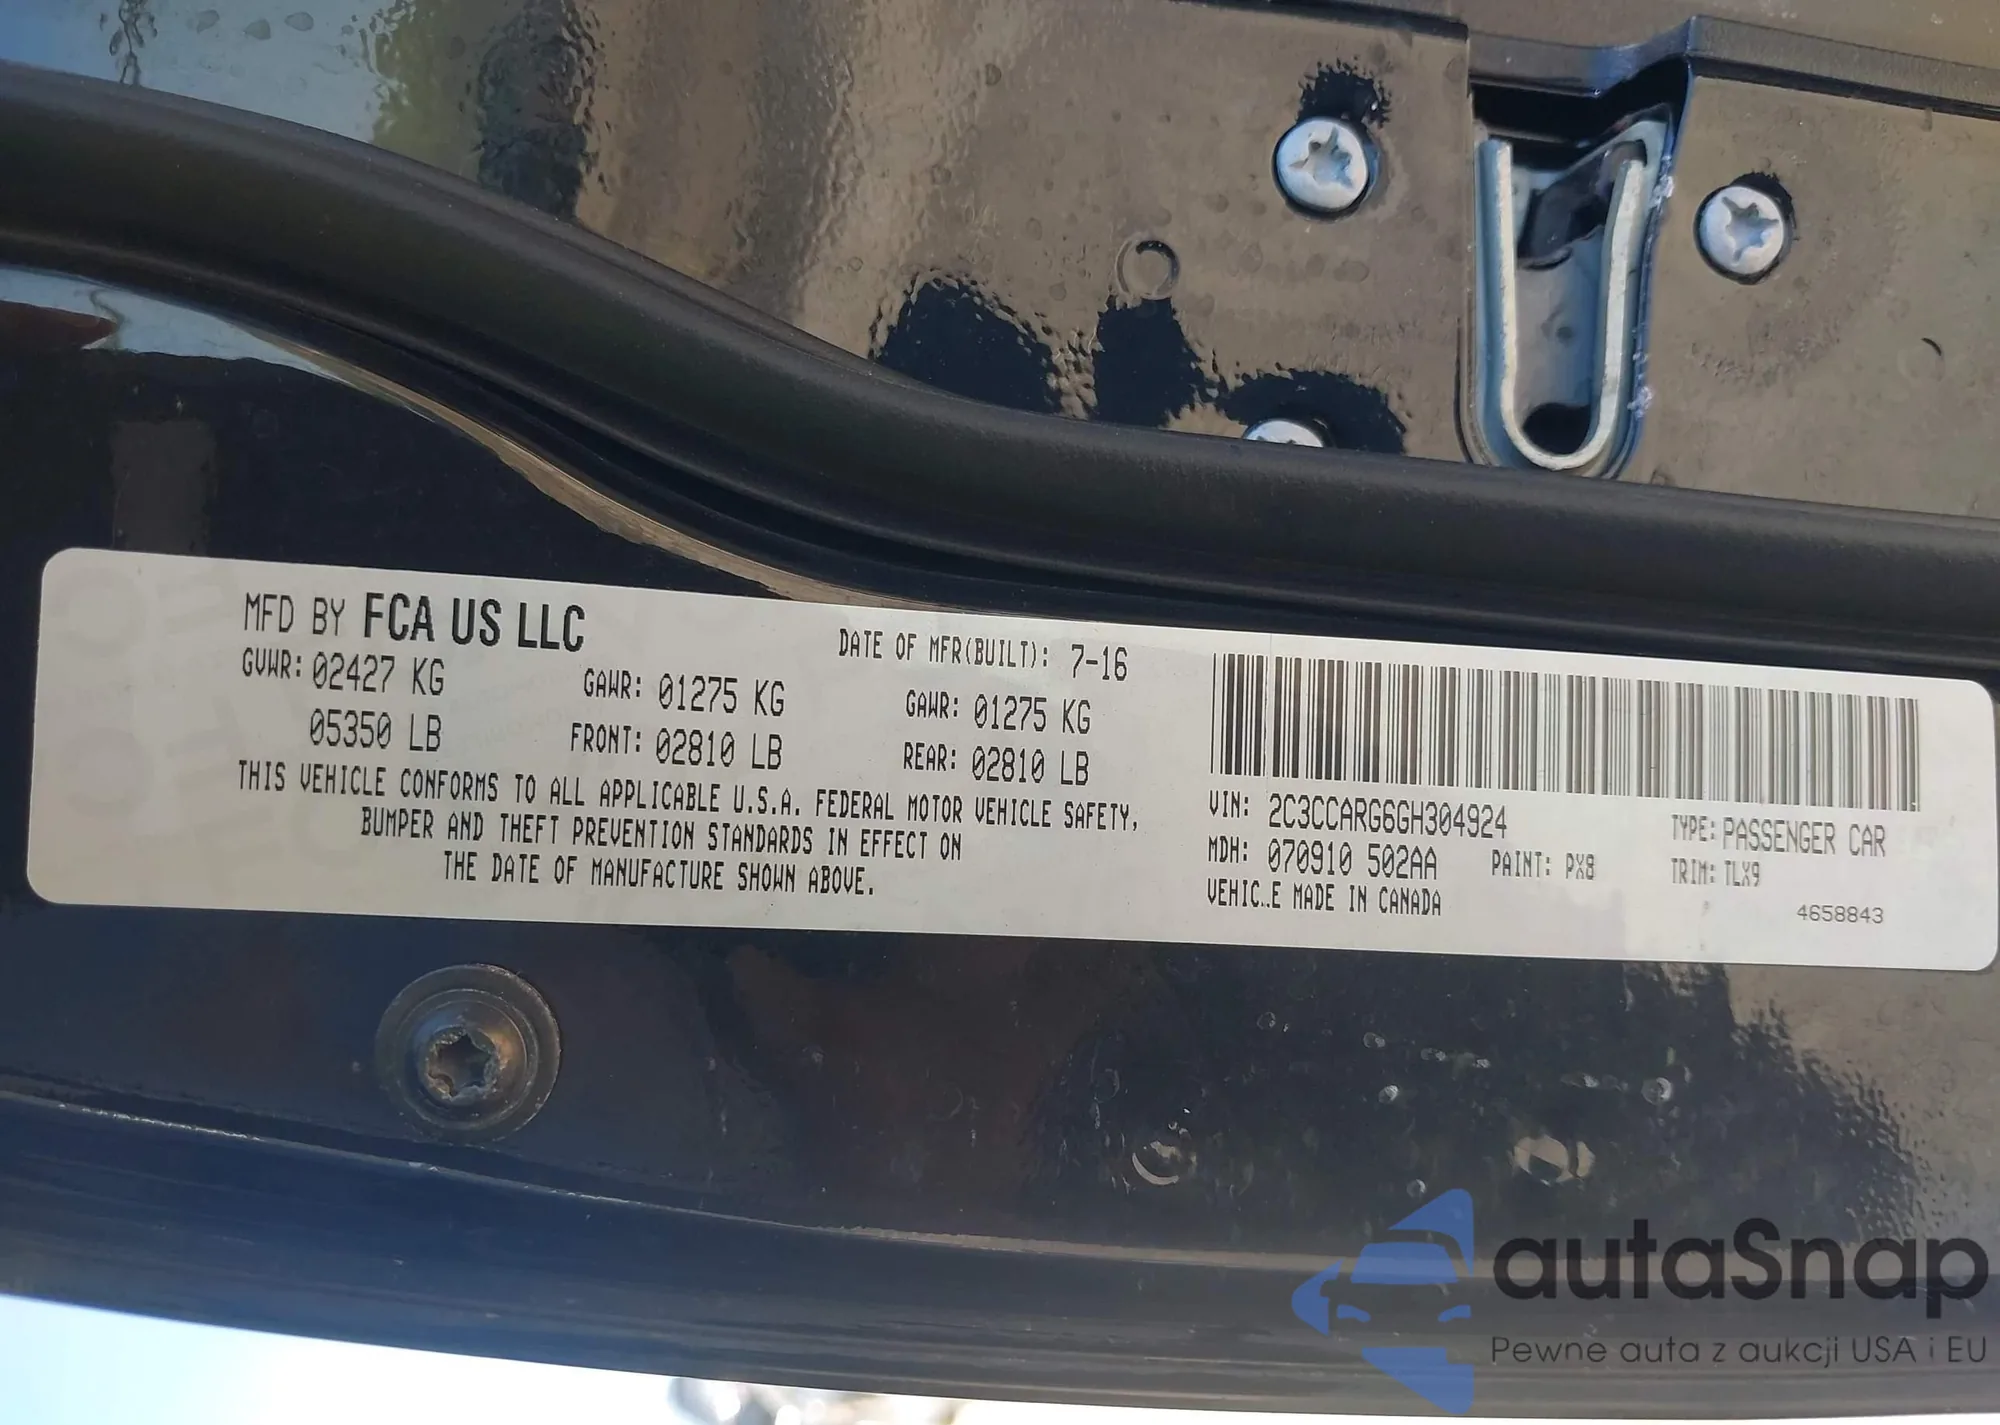 MFD BY FCA US LLC
DATE OF MFR(BUILT): 7-16
GVWR: 02427 KG
GAWR: 01275 KG
GAWR: 01275 KG
05350 LB
FRONT: 02810 LB
REAR: 02810 LB
THIS VEHICLE CONFORMS TO ALL APPLICABLE U.S.A. FEDERAL MOTOR VEHICLE SAFETY,
BUMPER AND THEFT PREVENTION STANDARDS IN EFFECT ON
THE DATE OF MANUFACTURE SHOWN ABOVE.
VIN: 2C3CCARG6GH304924
TYPE: PASSENGER CAR
MDH: 070910 502AA
PAINT: PX8
TRIM: TLX9
VEHIC..E MADE IN CANADA
4658843
autaSnap
Pewne auta z aukcji USA i EU